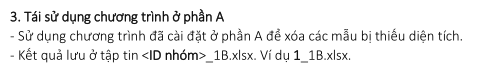 3. Tái sử dụng chương trình ở phần A
- Sử dụng chương trình đã cài đặt ở phần A để xóa các mẫu bị thiếu diện tích.
- Kết quả lưu ở tập tin <ID nhóm>_1B.xlsx. Ví dụ 1_1B.xlsx.